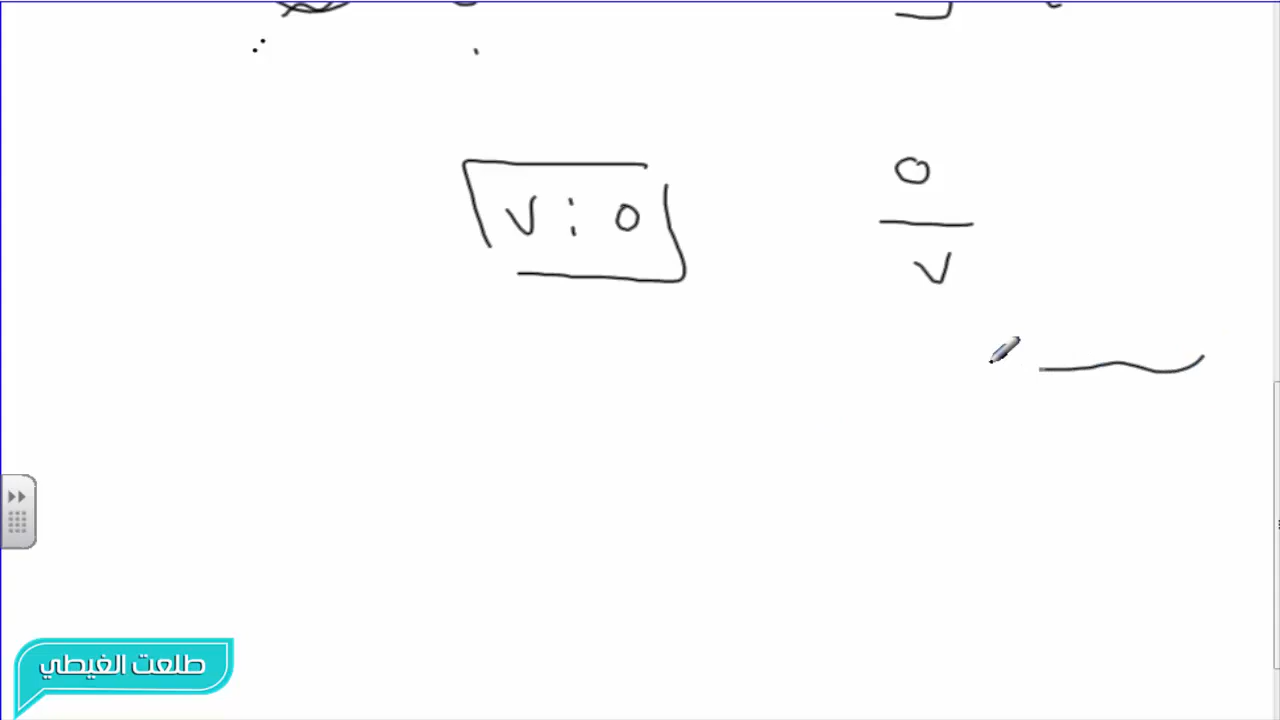 ٥
٧ : ٥
٧
طلعت الغيطي